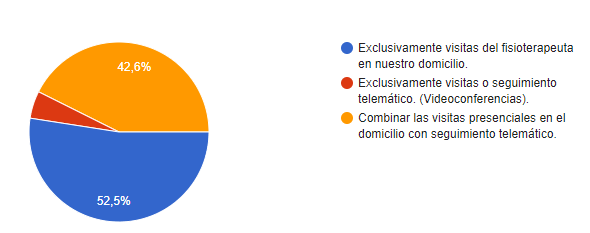 42,6%
52,5%
Exclusivamente visitas del fisioterapeuta
en nuestro domicilio.
Exclusivamente visitas o seguimiento
telemático. (Videoconferencias).
Combinar las visitas presenciales en el
domicilio con seguimiento telemático.